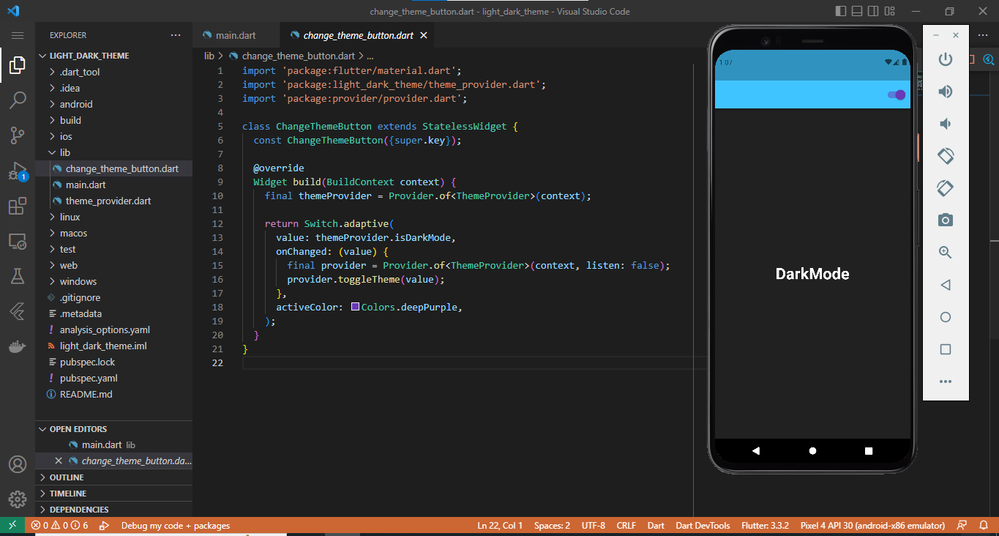 change_theme_button.dart - light_dark_theme - Visual Studio Code
EXPLORER
LIGHT_DARK_THEME
.dart_tool
.idea
android
build
ios
lib
change_theme_button.dart
main.dart
theme_provider.dart
linux
macos
test
web
windows
.gitignore
.metadata
analysis_options.yaml
light_dark_theme.iml
pubspec.lock
pubspec.yaml
README.md
OPEN EDITORS
main.dart lib
change_theme_button.da...
OUTLINE
TIMELINE
DEPENDENCIES
1
main.dart
change_theme_button.dart
lib > change_theme_button.dart > ...
1 import 'package:flutter/material.dart';
2 import 'package:light_dark_theme/theme_provider.dart';
3 import 'package:provider/provider.dart';
4
5 class ChangeThemeButton extends StatelessWidget {
6 const ChangeThemeButton({super.key});
7
8 @override
9 Widget build(BuildContext context) {
10 final themeProvider = Provider.of<ThemeProvider>(context);
11
12 return Switch.adaptive(
13 value: themeProvider.isDarkMode,
14 onChanged: (value) {
15 final provider = Provider.of<ThemeProvider>(context, listen: false);
16 provider.toggleTheme(value);
17 },
18 activeColor: Colors.deepPurple,
19 );
20 }
21 }
22
1:07
DarkMode
0 0 6 Debug my code + packages
Ln 22, Col 1 Spaces: 2 UTF-8 CRLF Dart Dart DevTools Flutter: 3.3.2 Pixel 4 API 30 (android-x86 emulator)